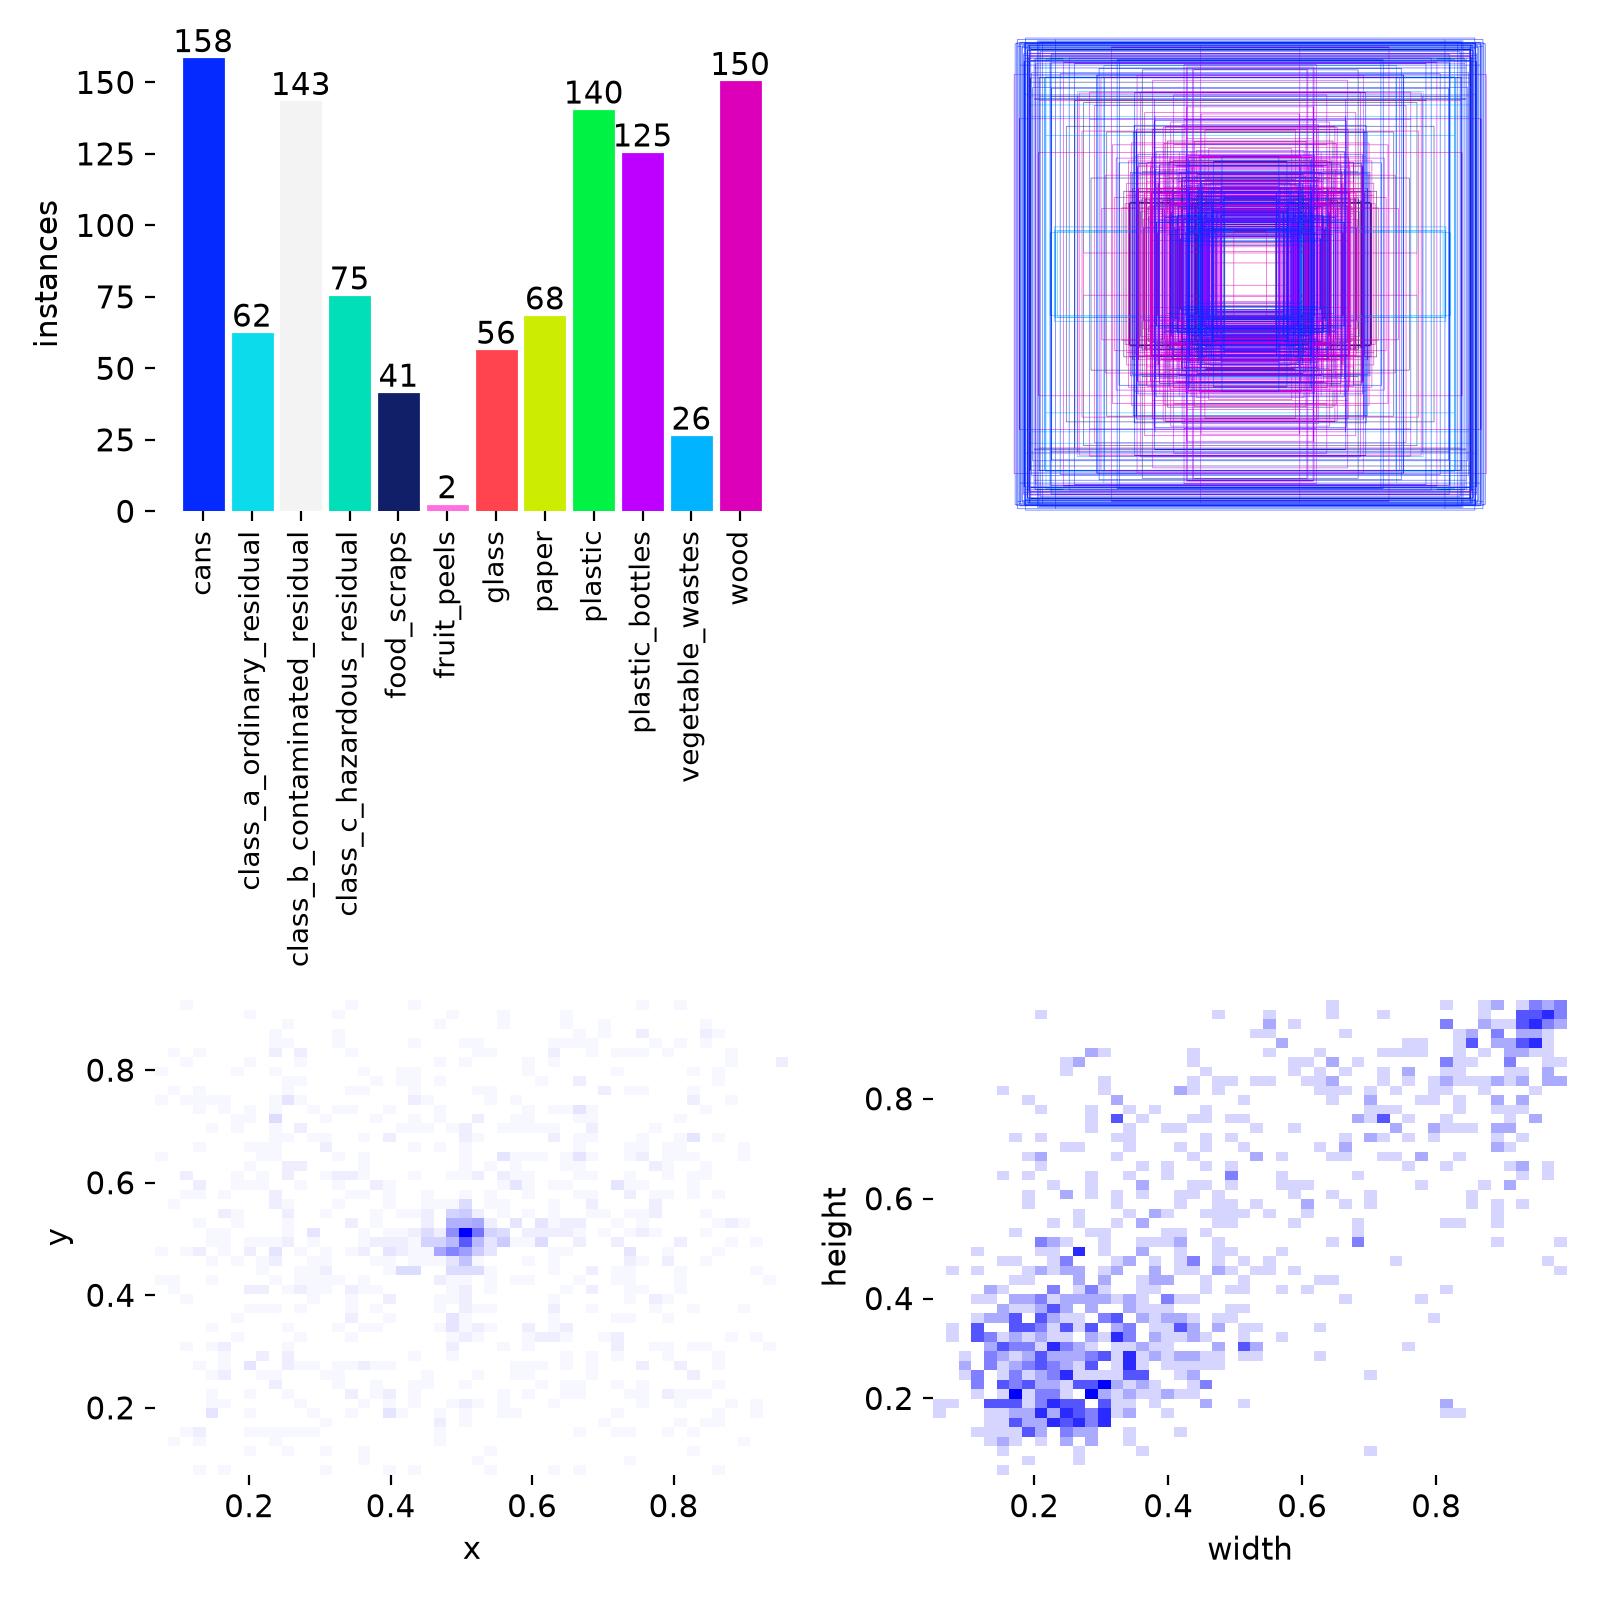 158
62
143
75
41
2
56
68
140
125
26
150
150
125
100
75
50
25
0
instances
cans
class_a_ordinary_residual
class_b_contaminated_residual
class_c_hazardous_residual
food_scraps
fruit_peels
glass
paper
plastic
plastic_bottles
vegetable_wastes
wood
0.8
0.6
0.4
0.2
y
0.2 0.4 0.6 0.8
x
0.8
0.6
0.4
0.2
height
0.2 0.4 0.6 0.8
width